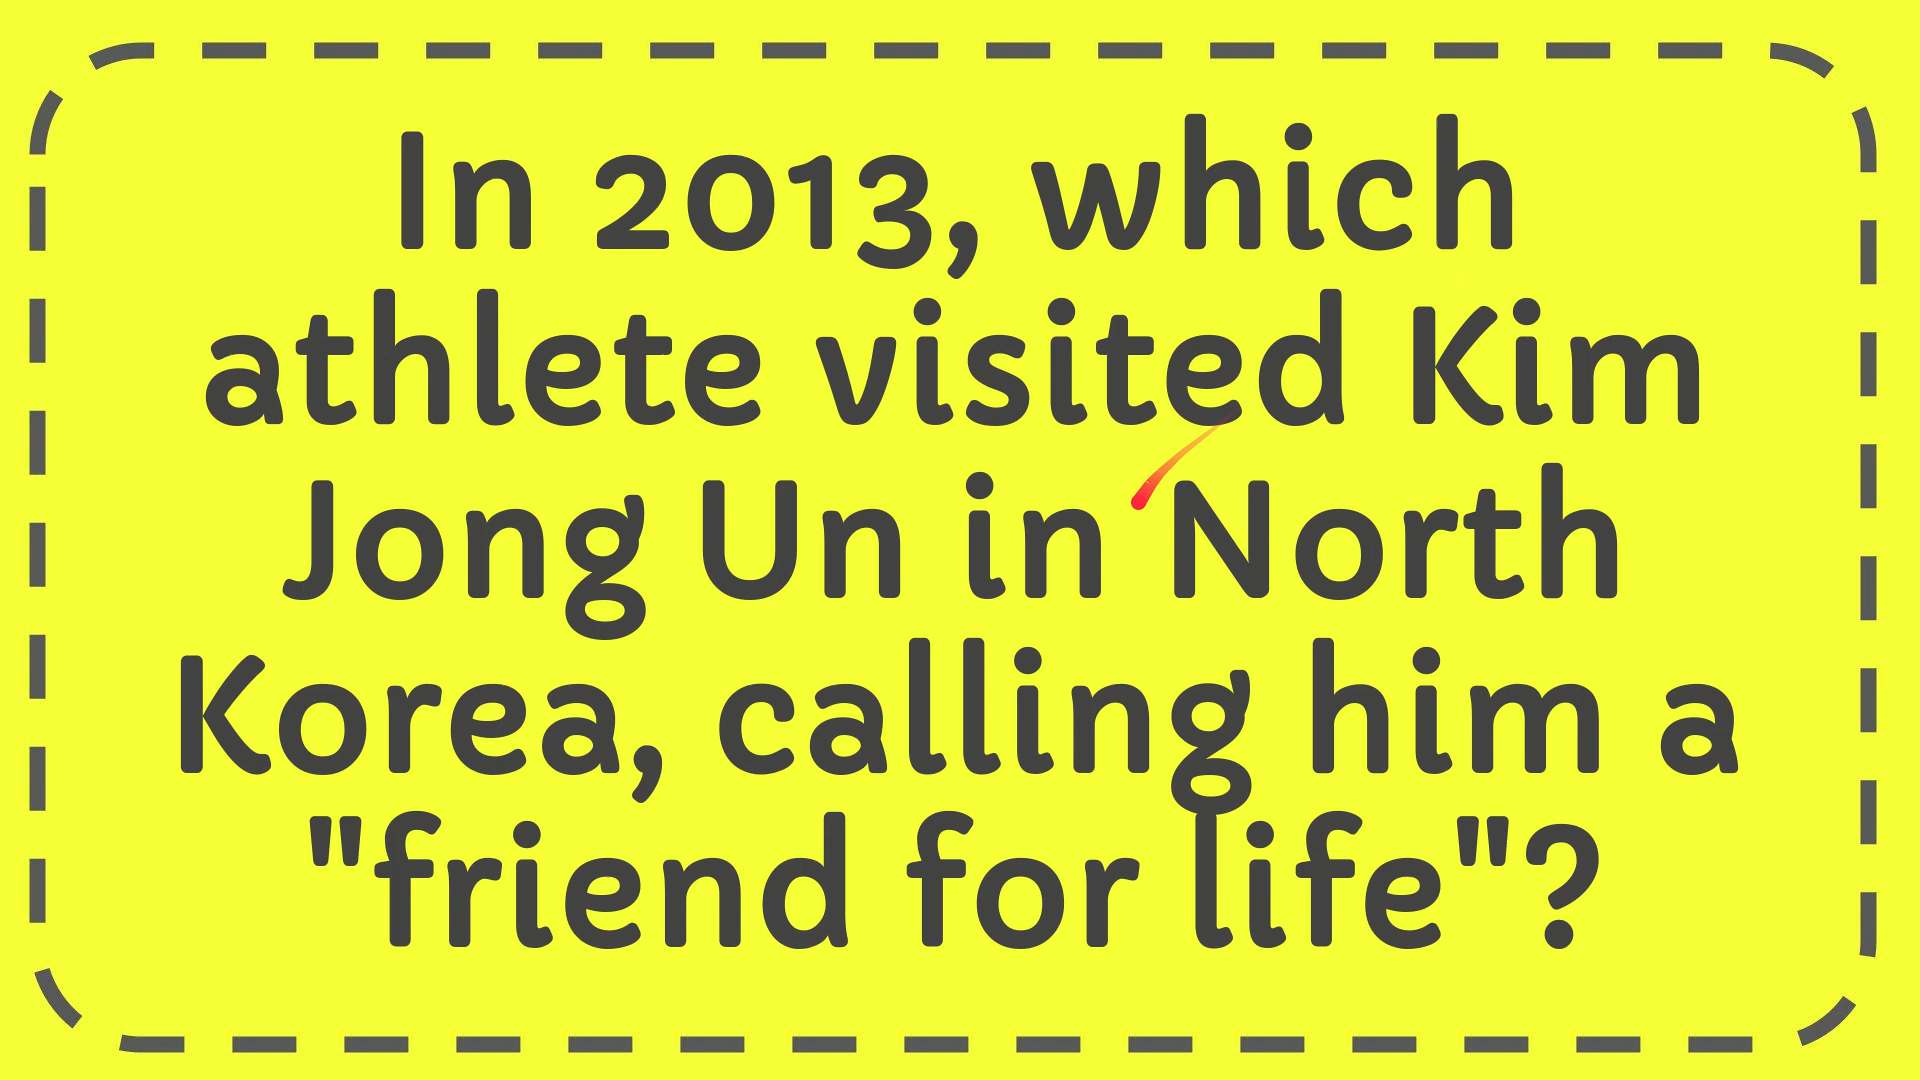 In 2013, which
athlete visited Kim
Jong Un in North
Korea, calling him a
"friend for life"?